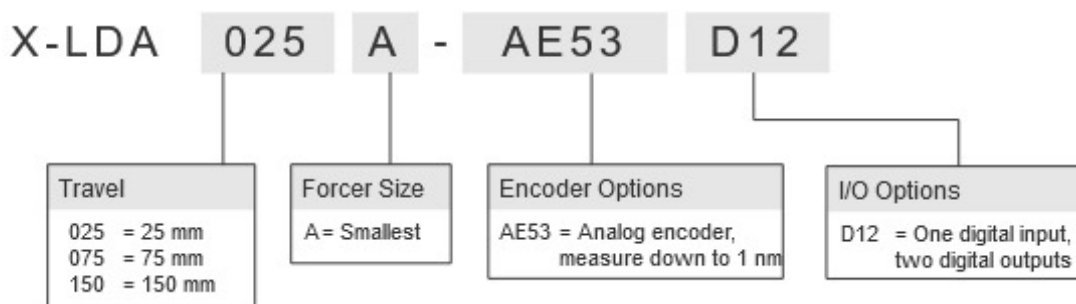 X-LDA 025 A - AE53 D12
Travel
025 = 25 mm
075 = 75 mm
150 = 150 mm
Forcer Size
A = Smallest
Encoder Options
AE53 = Analog encoder,
measure down to 1 nm
I/O Options
D12 = One digital input,
two digital outputs